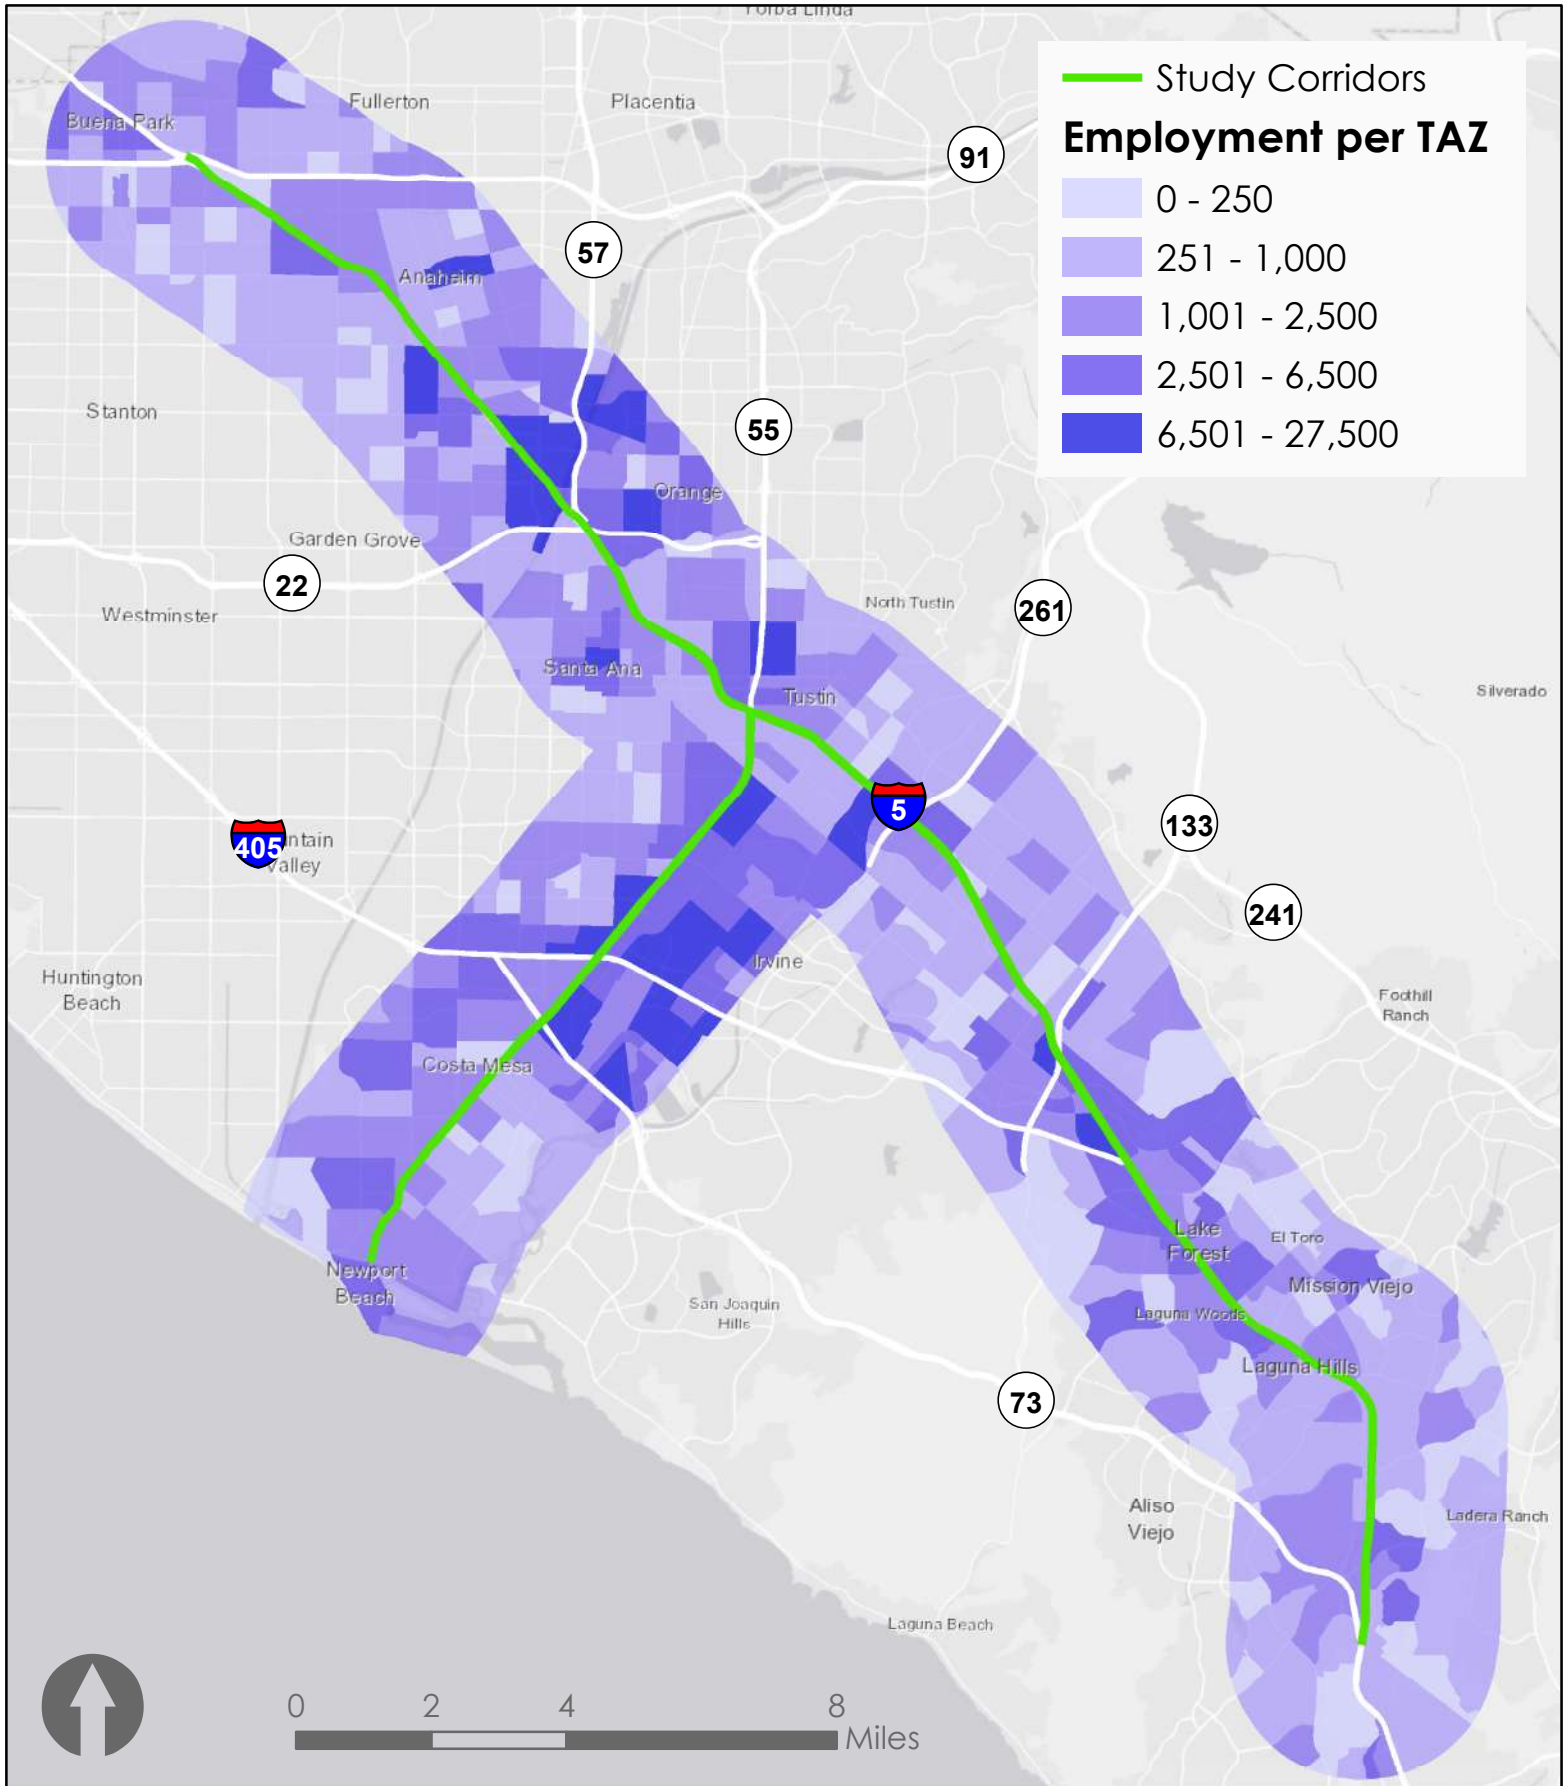 Yorba Linda
Study Corridors
Employment per TAZ
0 - 250
251 - 1,000
1,001 - 2,500
2,501 - 6,500
6,501 - 27,500
Fullerton
Placentia
Buena Park
91
57
Anaheim
Stanton
55
Orange
Garden Grove
22
Westminster
North Tustin
261
Santa Ana
Tustin
Silverado
5
133
405
ntain
Valley
241
Irvine
Huntington
Beach
Foothill
Ranch
Costa Mesa
Lake
Forest
El Toro
Newport
Beach
Mission Viejo
San Joaquin
Hills
Laguna Woods
Laguna Hills
73
Aliso
Viejo
Ladera Ranch
Laguna Beach
0 2 4 8
Miles